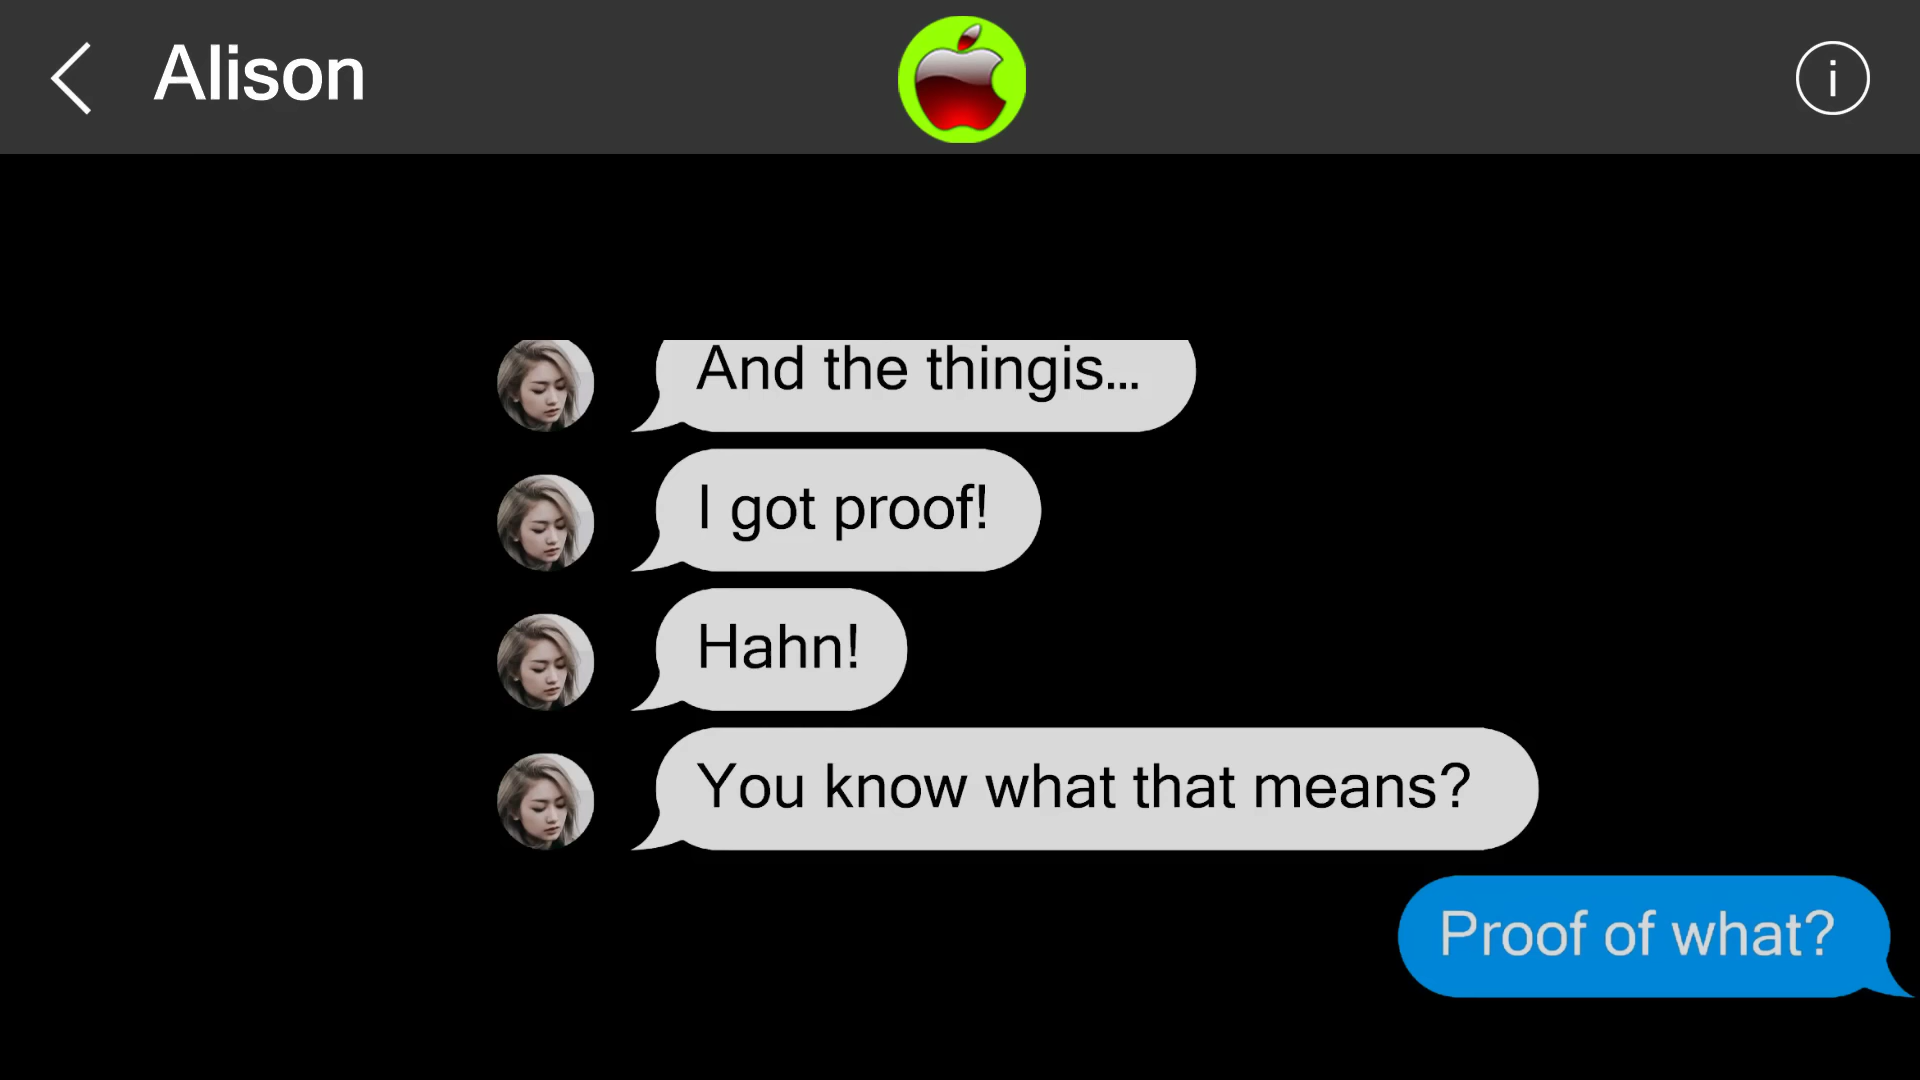 Alison
i
And the thingis...
I got proof!
Hahn!
You know what that means?
Proof of what?